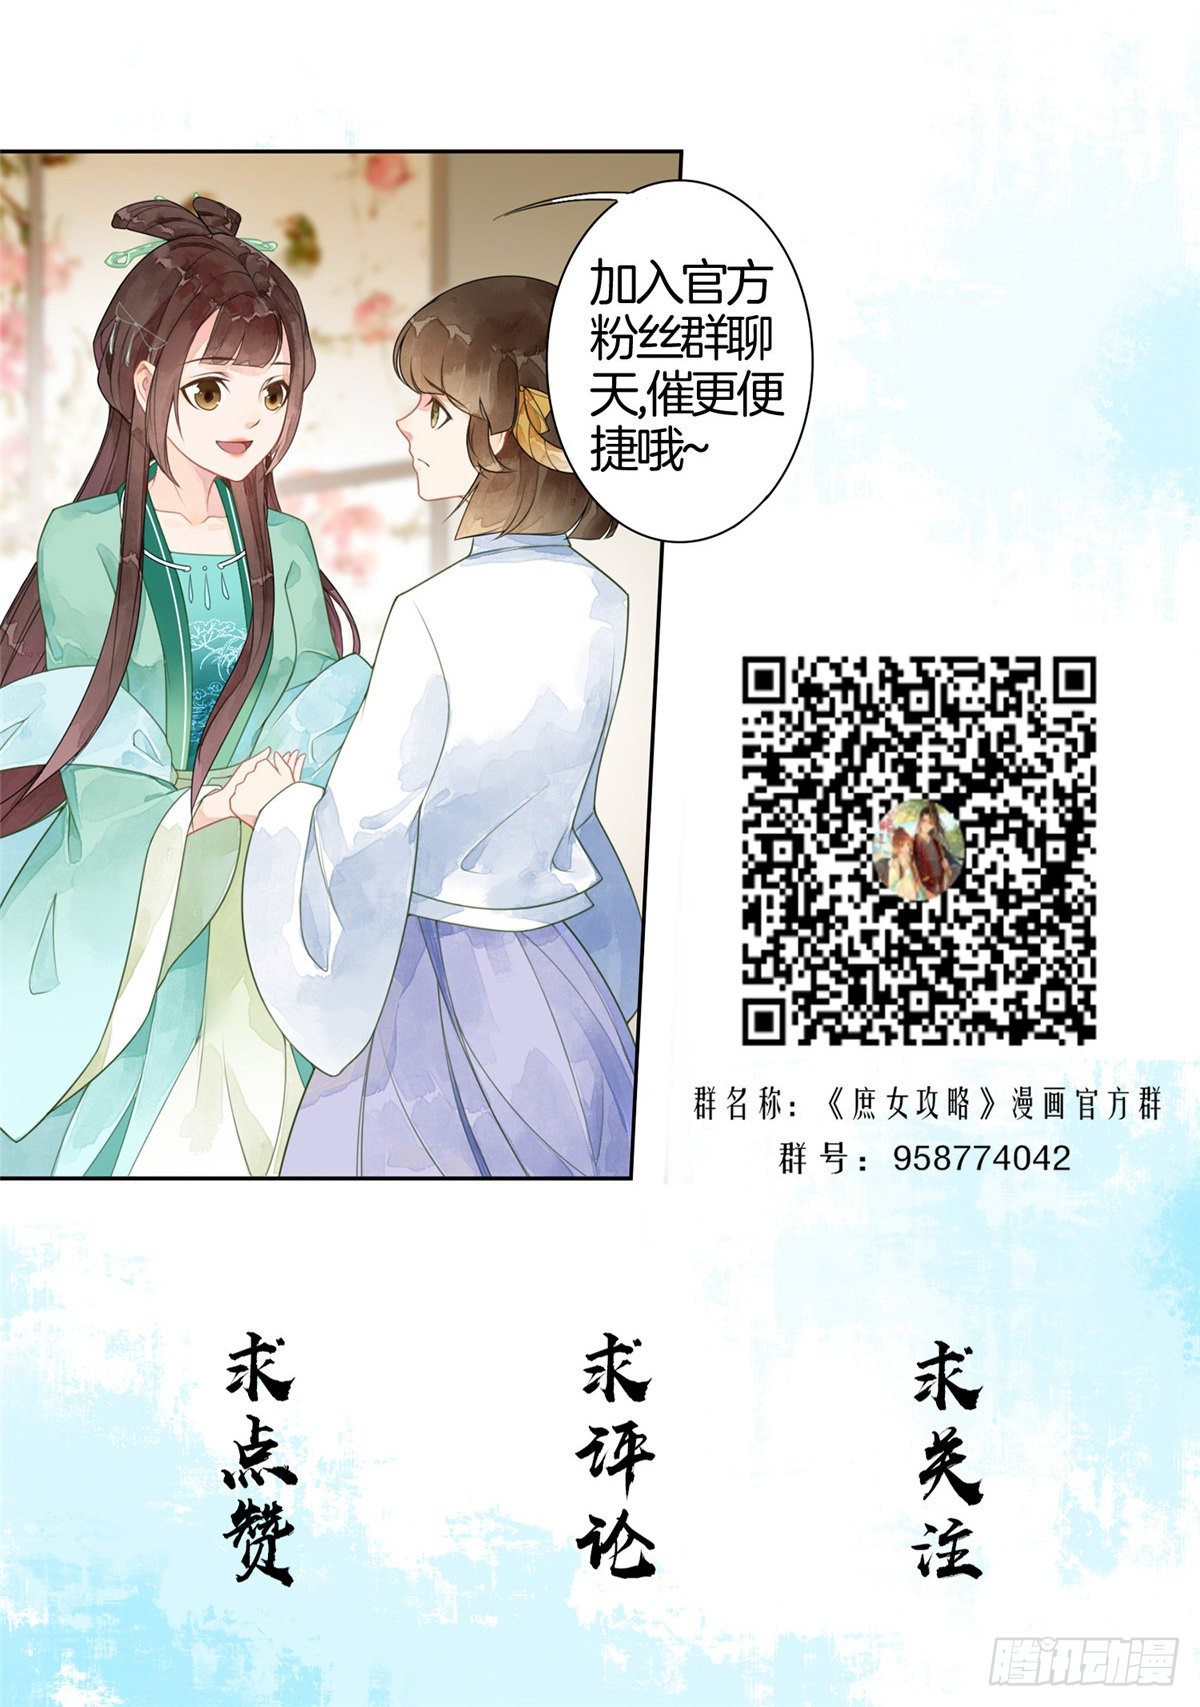 加入官方
粉丝群聊
天,催更便
捷哦~
群名称:《庶女攻略》漫画官方群
群号: 958774042
求点赞
求评论
求关注
腾讯动漫